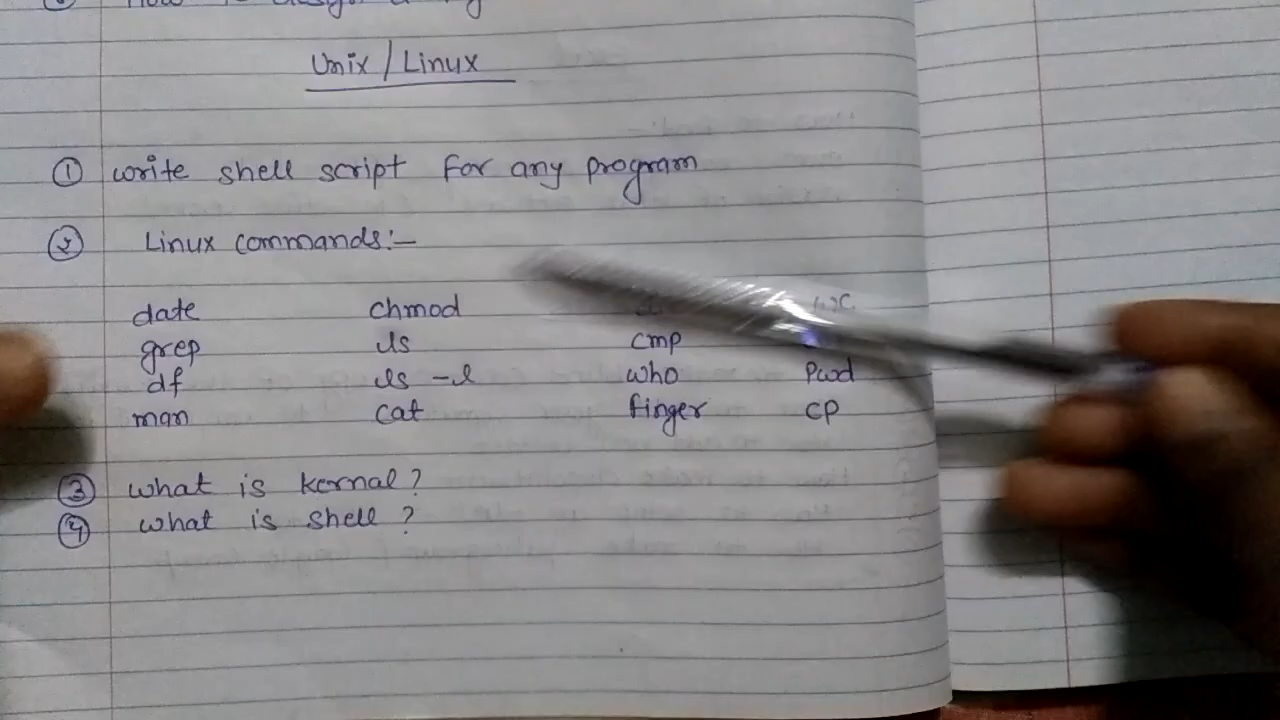 Unix / Linux
① write shell script for any program
② Linux commands:-
date chmod wc
grep ls cmp
df ls -l who Pwd
man cat finger cp
③ what is kernal ?
④ what is shell ?